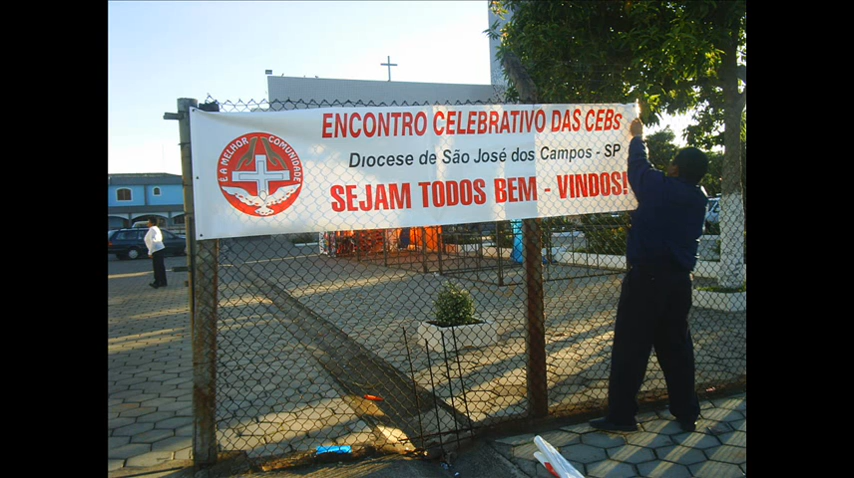 É A MELHOR COMUNIDADE
ENCONTRO CELEBRATIVO DAS CEBs
DIOCESE DE SÃO JOSÉ DOS CAMPOS - SP
SEJAM TODOS BEM - VINDOS!